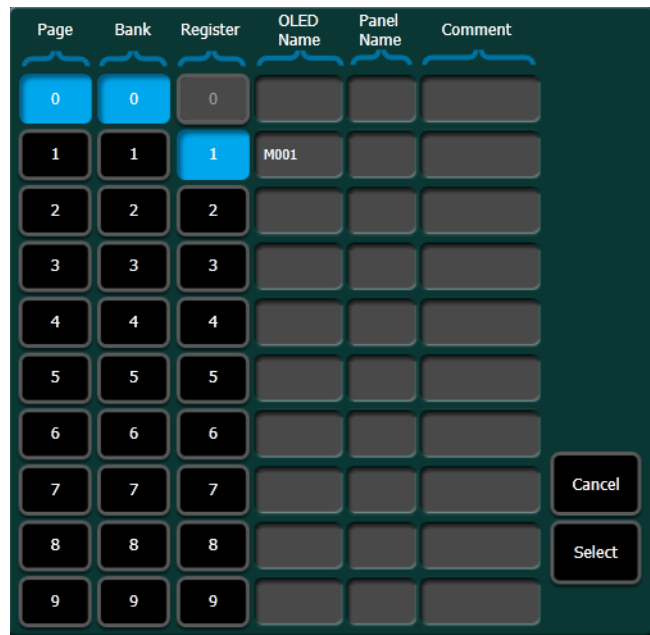 Page Bank Register OLED Name Panel Name Comment
0 0 0
1 1 1 M001
2 2 2
3 3 3
4 4 4
5 5 5
6 6 6
7 7 7 Cancel
8 8 8 Select
9 9 9